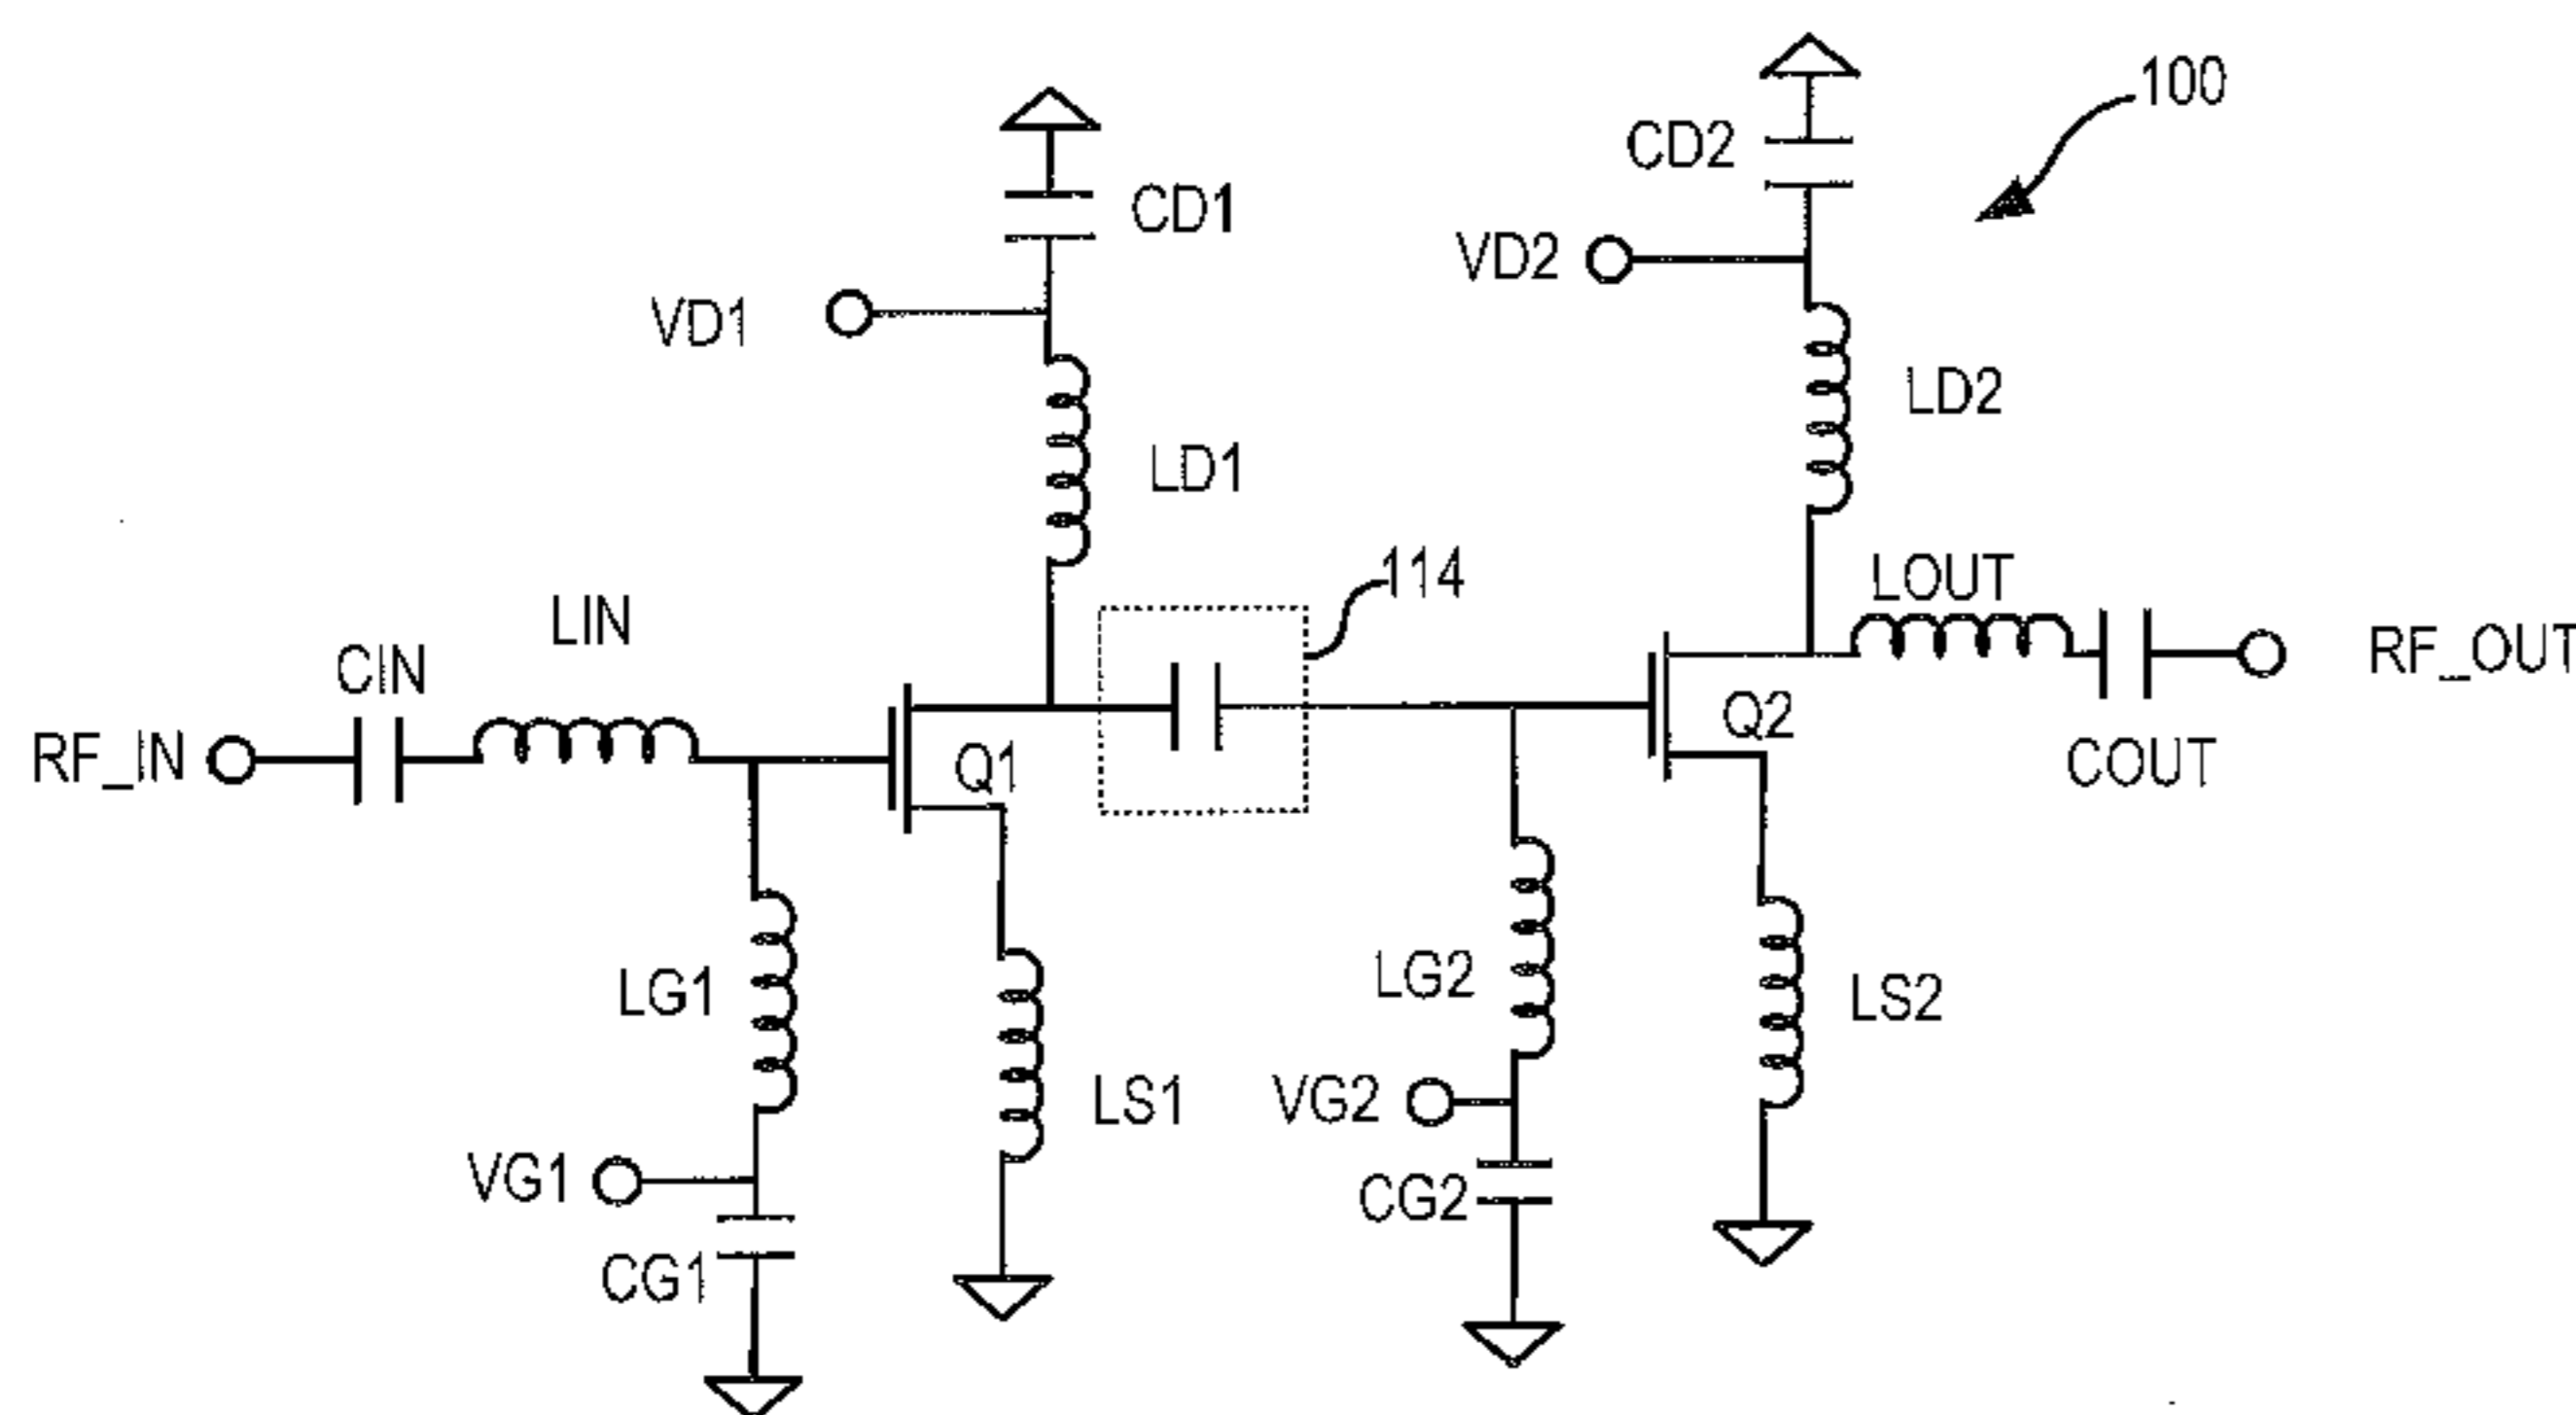 100
CD2
CD1
VD2
VD1
LD2
LD1
114
LOUT
LIN
CIN
RF_OUT
Q2
RF_IN
Q1
COUT
LG1
LG2
LS2
LS1
VG2
VG1
CG2
CG1